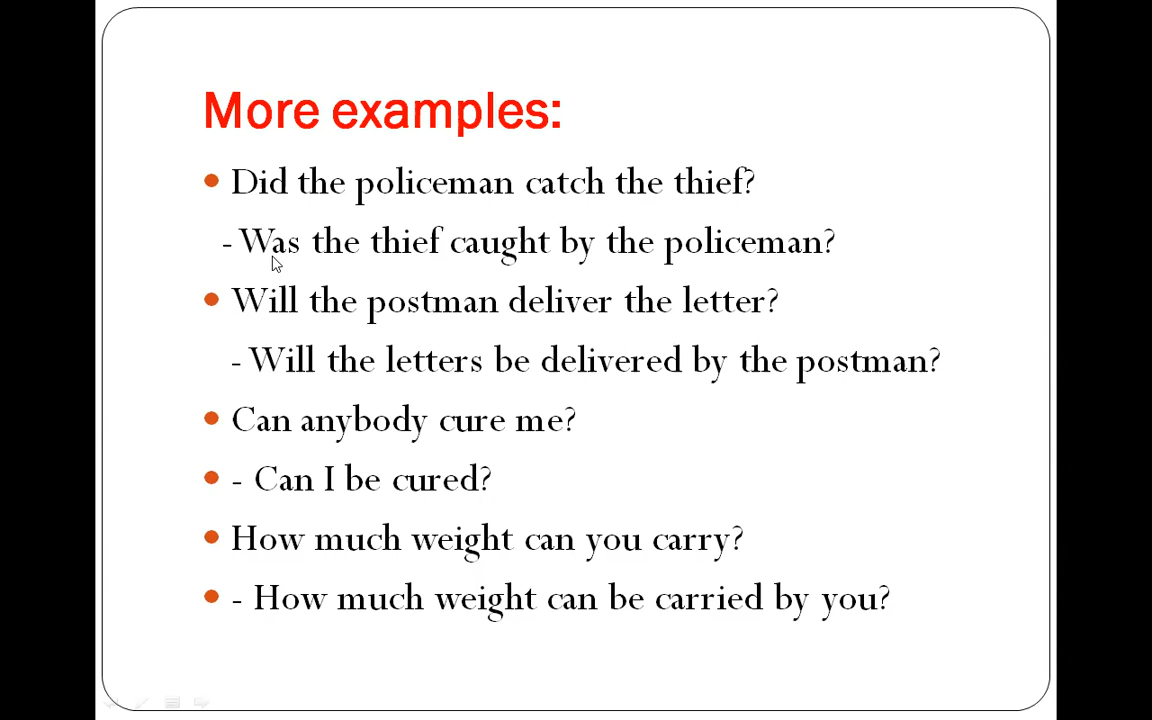 More examples:
• Did the policeman catch the thief?
- Was the thief caught by the policeman?
• Will the postman deliver the letter?
- Will the letters be delivered by the postman?
• Can anybody cure me?
• - Can I be cured?
• How much weight can you carry?
• - How much weight can be carried by you?